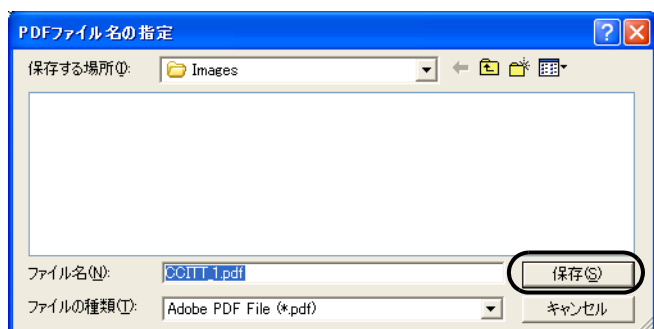 PDFファイル名の指定
保存する場所(I): Images
ファイル名(N): CCITT_1.pdf 保存(S)
ファイルの種類(T): Adobe PDF File (*.pdf) キャンセル